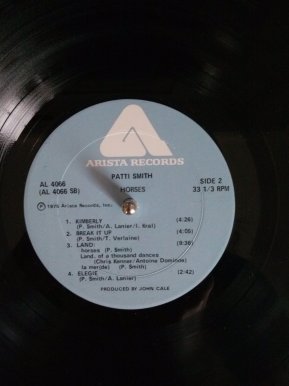 ARISTA RECORDS
PATTI SMITH
AL 4066
(AL 4066 SB)
SIDE 2
33 1/3 RPM
HORSES
Ⓟ 1975 Arista Records, Inc.
1. KIMBERLY (4:26)
(P. Smith/A. Lanier/I. Kral)
2. BREAK IT UP (4:05)
(P. Smith/T. Verlaine)
3. LAND: (9:36)
horses (P. Smith)
Land of a thousand dances
(Chris Kenner/Antoine Domindo)
la mer(de) (P. Smith)
4. ELEGIE (2:42)
(P. Smith/A. Lanier)
PRODUCED BY JOHN CALE